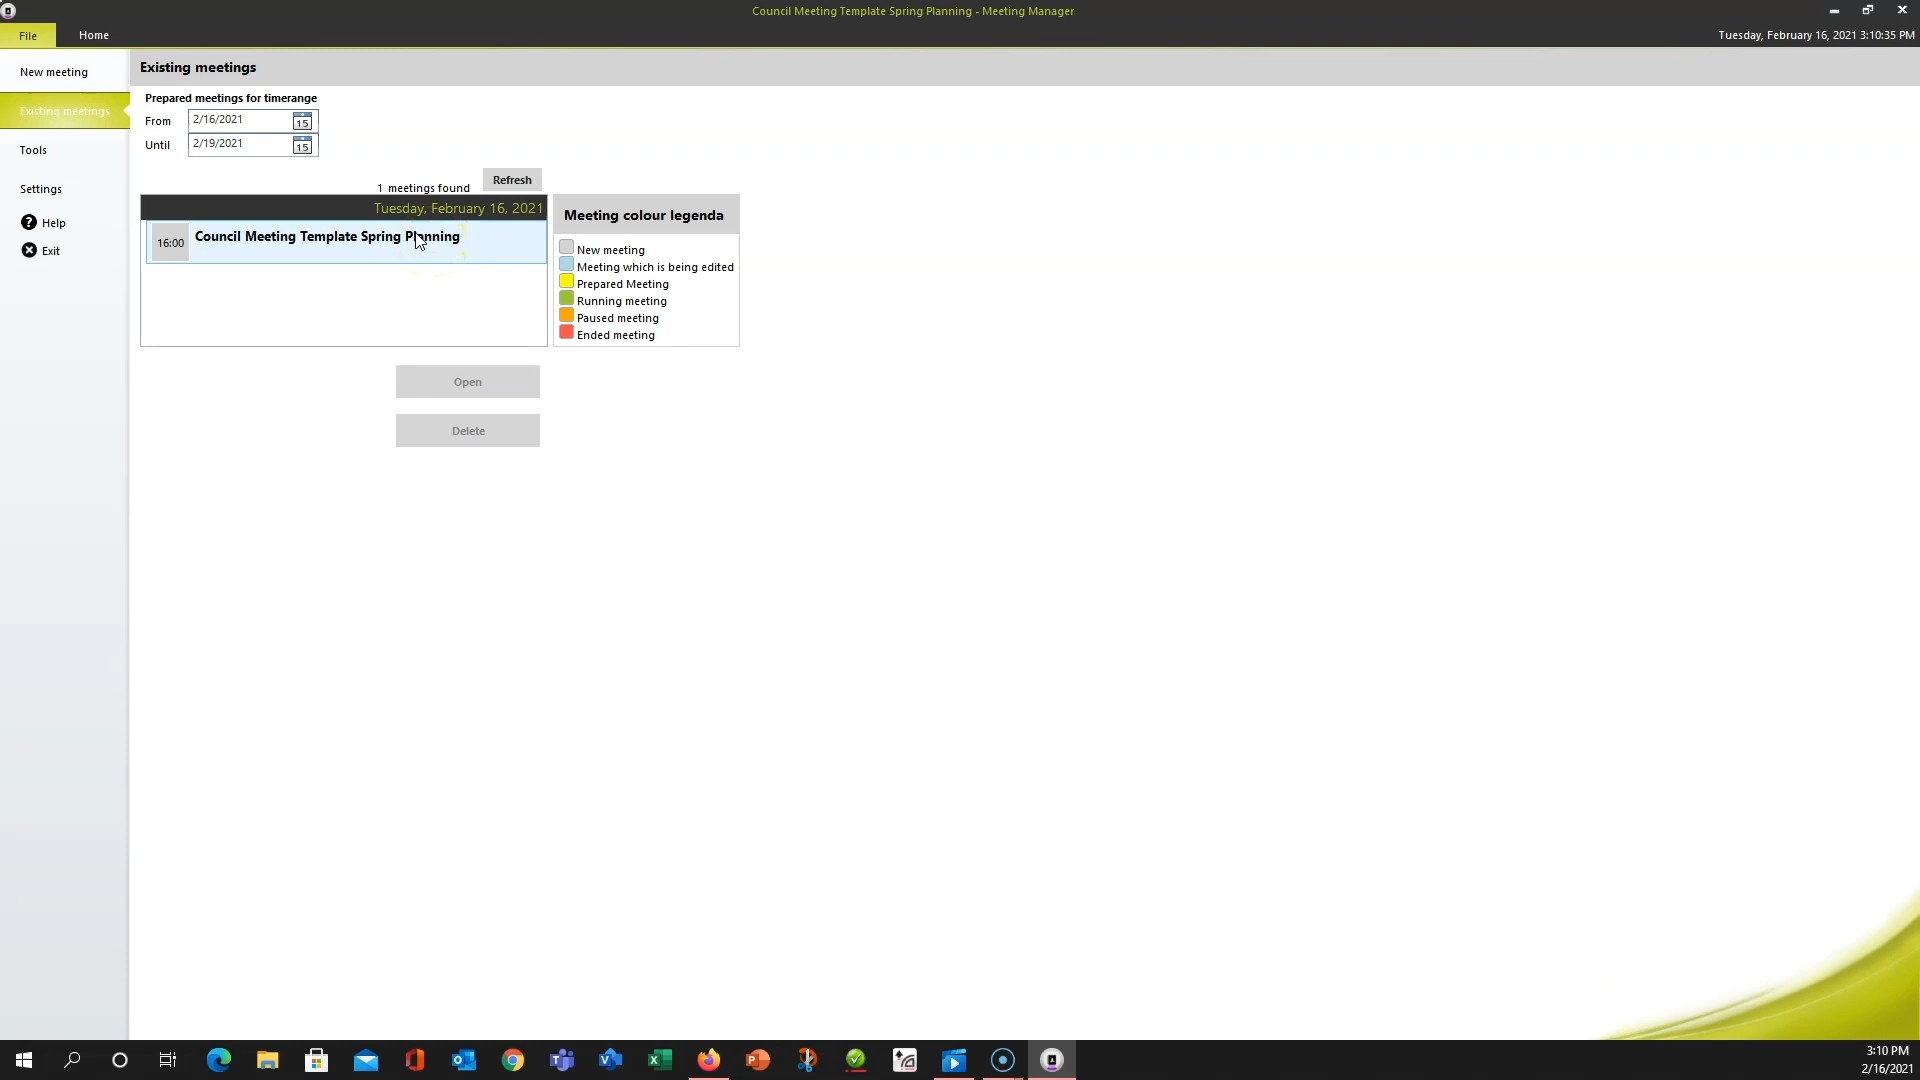 Council Meeting Template Spring Planning - Meeting Manager
File
Home
Tuesday, February 16, 2021 3:10:35 PM
New meeting
Existing meetings
Tools
Settings
Help
Exit
Existing meetings
Prepared meetings for timerange
From 2/16/2021 15
Until 2/19/2021 15
1 meetings found
Refresh
Tuesday, February 16, 2021
16:00 Council Meeting Template Spring Planning
Open
Delete
Meeting colour legenda
New meeting
Meeting which is being edited
Prepared Meeting
Running meeting
Paused meeting
Ended meeting
3:10 PM
2/16/2021